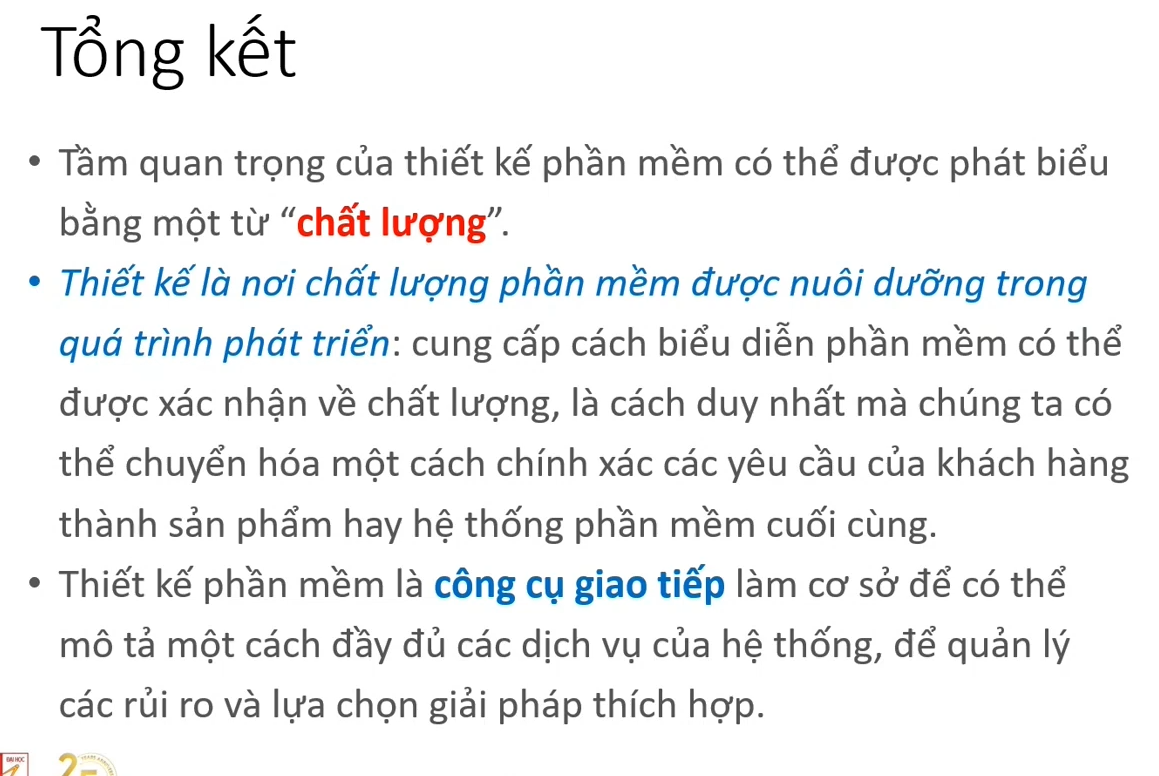 Tổng kết
• Tầm quan trọng của thiết kế phần mềm có thể được phát biểu
bằng một từ “chất lượng”.
• Thiết kế là nơi chất lượng phần mềm được nuôi dưỡng trong
quá trình phát triển: cung cấp cách biểu diễn phần mềm có thể
được xác nhận về chất lượng, là cách duy nhất mà chúng ta có
thể chuyển hóa một cách chính xác các yêu cầu của khách hàng
thành sản phẩm hay hệ thống phần mềm cuối cùng.
• Thiết kế phần mềm là công cụ giao tiếp làm cơ sở để có thể
mô tả một cách đầy đủ các dịch vụ của hệ thống, để quản lý
các rủi ro và lựa chọn giải pháp thích hợp.
ĐẠI HỌC